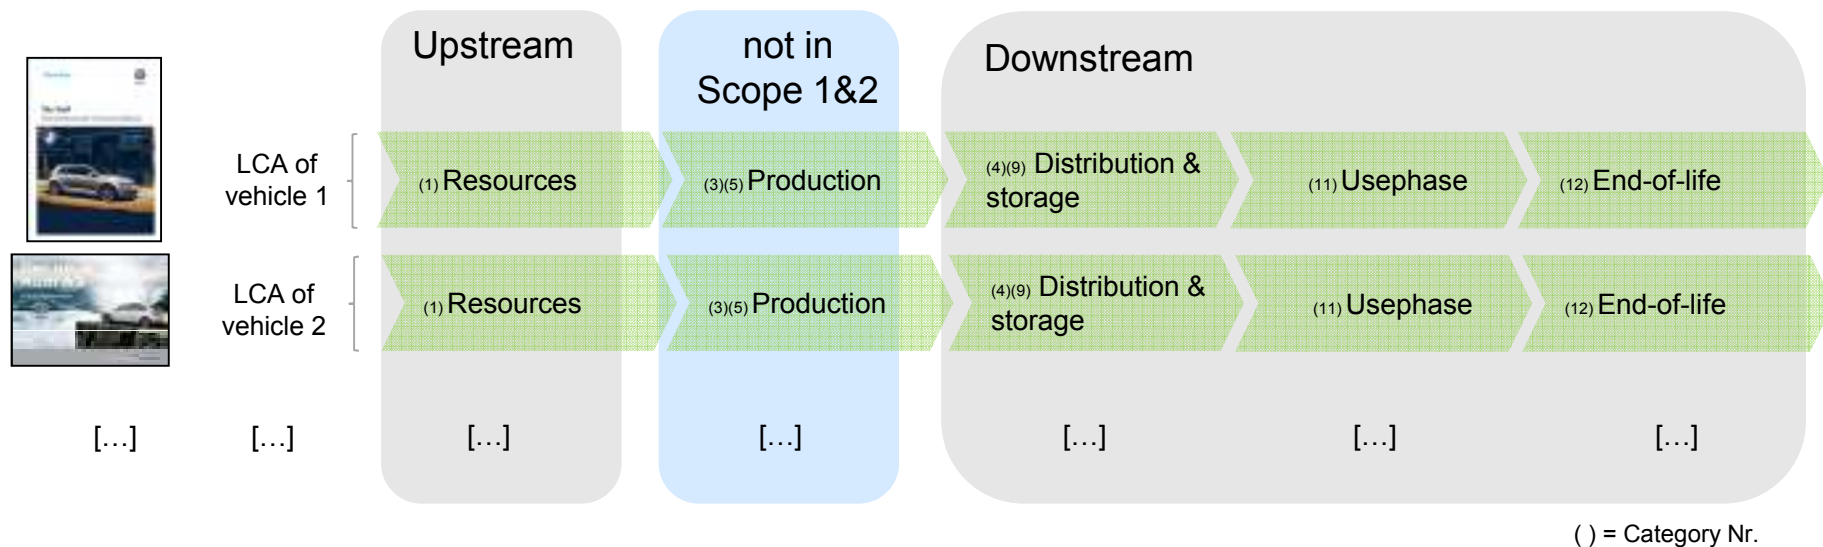 Upstream
not in
Scope 1&2
Downstream
LCA of
vehicle 1
(1) Resources
(3)(5) Production
(4)(9) Distribution &
storage
(11) Usephase
(12) End-of-life
LCA of
vehicle 2
(1) Resources
(3)(5) Production
(4)(9) Distribution &
storage
(11) Usephase
(12) End-of-life
[…] […] […] […] […] […] […]
( ) = Category Nr.